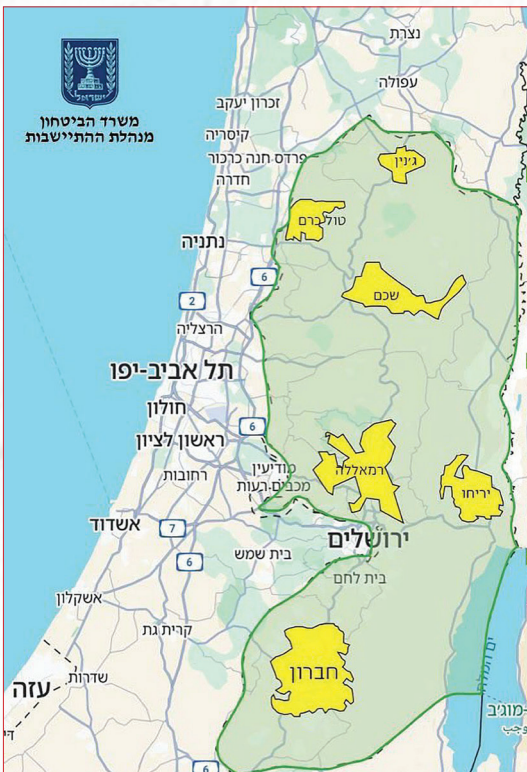 משרד הביטחון
מנהלת ההתיישבות
נצרת
עפולה
זכרון יעקב
קיסריה
פרדס חנה כרכור
חדרה
ג'נין
טול כרם
נתניה
6
שכם
2
הרצליה
תל אביב-יפו
חולון
6
ראשון לציון
רחובות
מודיעין
מכבים-רעות
רמאללה
יריחו
אשדוד
7
ירושלים
6
בית שמש
בית לחם
אשקלון
קרית גת
שדרות
חברון
עזה
ים המלח
מוג'יב
6